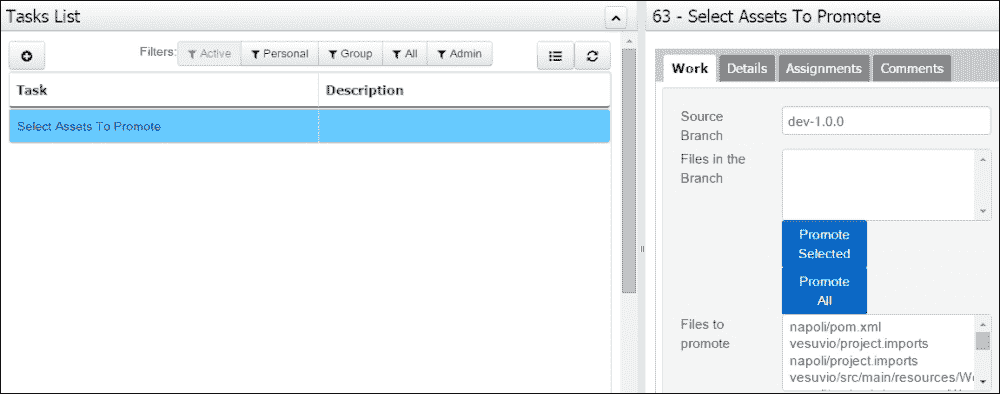 Tasks List
Filters: Active Personal Group All Admin
Task Description
Select Assets To Promote
63 - Select Assets To Promote
Work Details Assignments Comments
Source
Branch
dev-1.0.0
Files in the
Branch
Promote
Selected
Promote
All
Files to
promote
napoli/pom.xml
vesuvio/project.imports
napoli/project.imports
vesuvio/src/main/resources/We